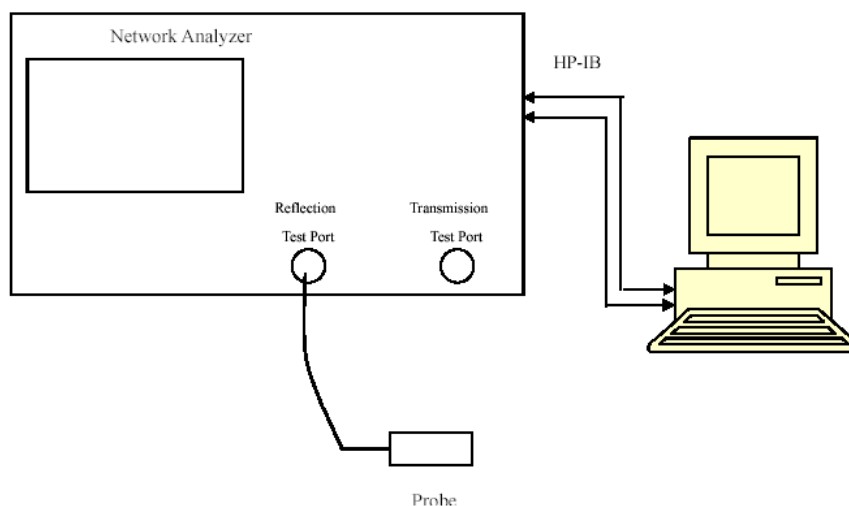 Network Analyzer
HP-IB
Reflection
Test Port
Transmission
Test Port
Probe